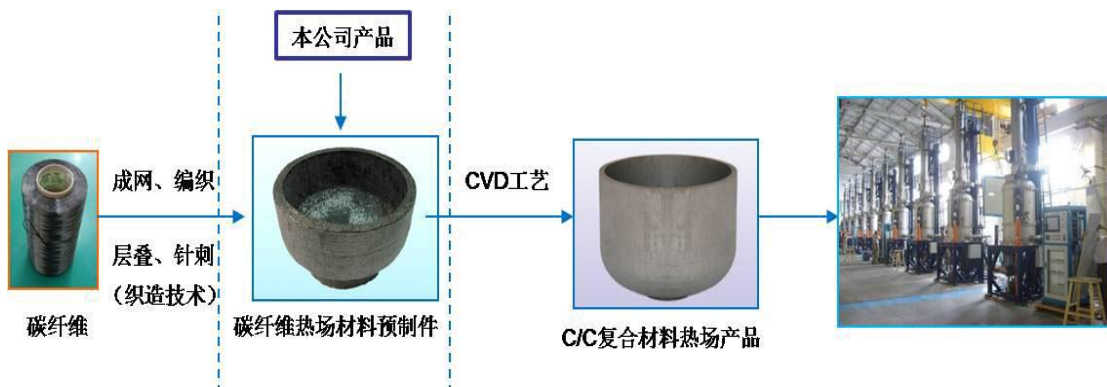 本公司产品
成网、编织
层叠、针刺
（织造技术）
CVD工艺
碳纤维
碳纤维热场材料预制件
C/C复合材料热场产品